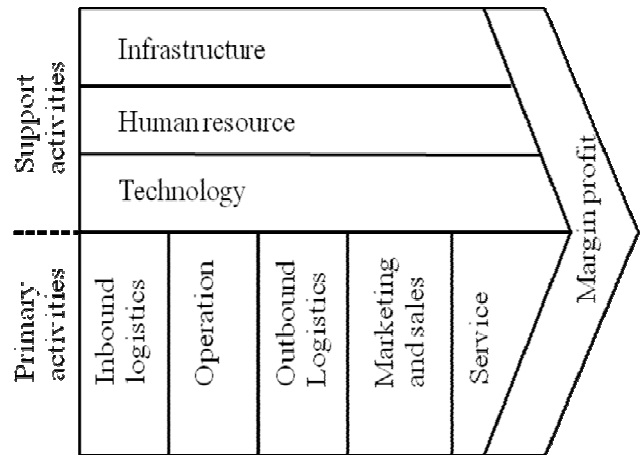 Support
activities
Infrastructure
Human resource
Technology
Primary
activities
Inbound
logistics
Operation
Outbound
Logistics
Marketing
and sales
Service
Margin profit